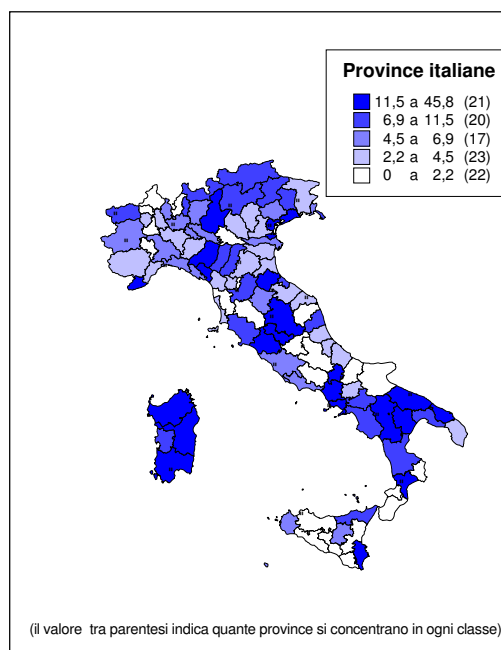 Province italiane
11,5 a 45,8 (21)
6,9 a 11,5 (20)
4,5 a 6,9 (17)
2,2 a 4,5 (23)
0 a 2,2 (22)
(il valore tra parentesi indica quante province si concentrano in ogni classe)